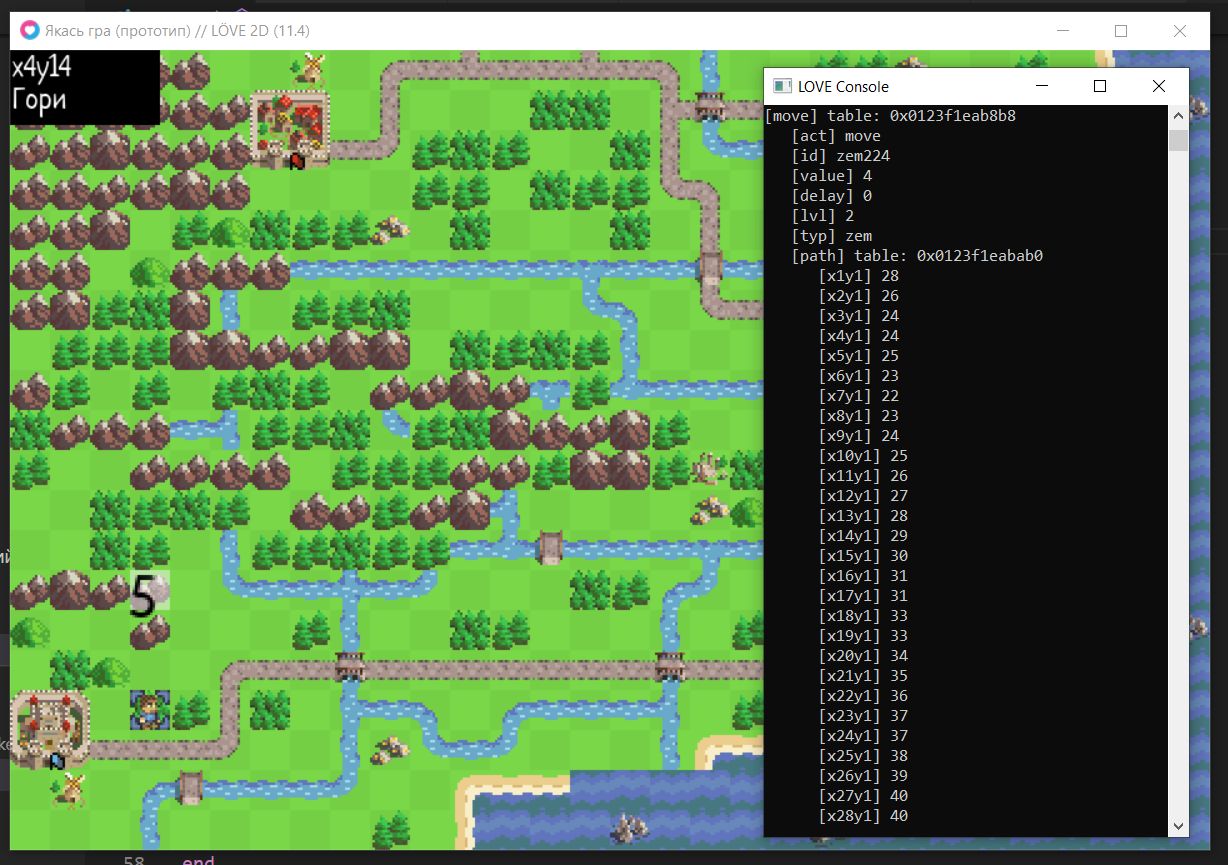 Якась гра (прототип) // LÖVE 2D (11.4)
x4y14
Гори
5
LOVE Console
[move] table: 0x0123f1eab8b8
[act] move
[id] zem224
[value] 4
[delay] 0
[lvl] 2
[typ] zem
[path] table: 0x0123f1eabab0
[x1y1] 28
[x2y1] 26
[x3y1] 24
[x4y1] 24
[x5y1] 25
[x6y1] 23
[x7y1] 22
[x8y1] 23
[x9y1] 24
[x10y1] 25
[x11y1] 26
[x12y1] 27
[x13y1] 28
[x14y1] 29
[x15y1] 30
[x16y1] 31
[x17y1] 31
[x18y1] 33
[x19y1] 33
[x20y1] 34
[x21y1] 35
[x22y1] 36
[x23y1] 37
[x24y1] 37
[x25y1] 38
[x26y1] 39
[x27y1] 40
[x28y1] 40
58 end